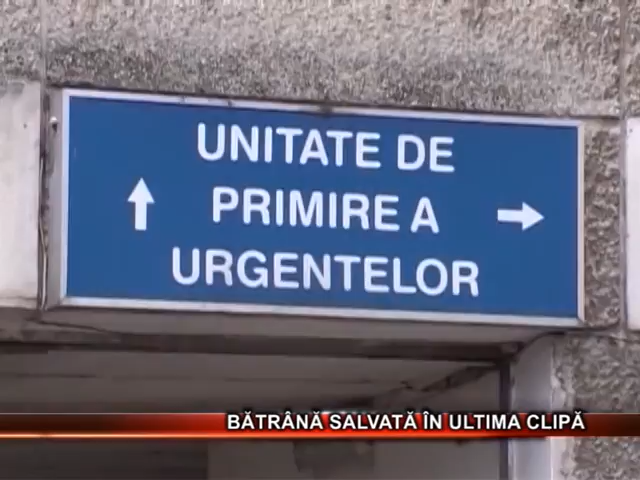 UNITATE DE
PRIMIRE A
URGENTELOR
BĂTRÂNĂ SALVATĂ ÎN ULTIMA CLIPĂ